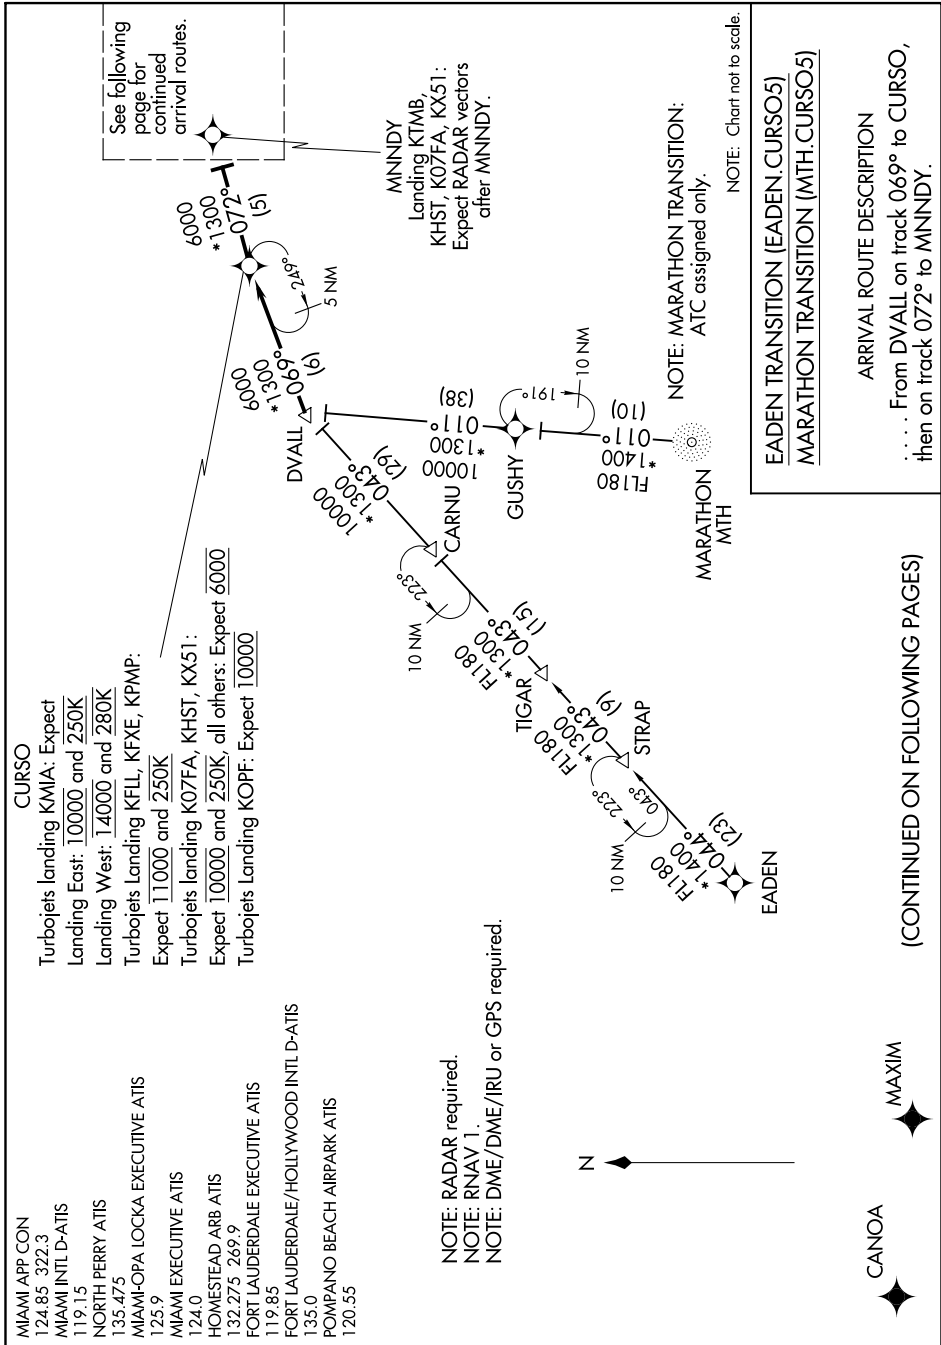 MIAMI APP CON
124.85 322.3
MIAMI INTL D-ATIS
119.15
NORTH PERRY ATIS
135.475
MIAMI-OPA LOCKA EXECUTIVE ATIS
125.9
MIAMI EXECUTIVE ATIS
124.0
HOMESTEAD ARB ATIS
132.275 269.9
FORT LAUDERDALE EXECUTIVE ATIS
119.85
FORT LAUDERDALE/HOLLYWOOD INTL D-ATIS
135.0
POMPANO BEACH AIRPARK ATIS
120.55
CURSO
Turbojets landing KMIA: Expect
Landing East: 10000 and 250K
Landing West: 14000 and 280K
Turbojets Landing KFLL, KFXE, KPMP:
Expect 11000 and 250K
Turbojets landing K07FA, KHST, KX51:
Expect 10000 and 250K, all others: Expect 6000
Turbojets Landing KOPF: Expect 10000
See following
page for
continued
arrival routes.
MNNDY
Landing KTMB,
KHST, K07FA, KX51:
Expect RADAR vectors
after MNNDY.
6000
*1300
072°
(5)
249°
5 NM
6000
*1300
069°
(6)
DVALL
10000
*1300
043°
(29)
10000
*1300
011°
(38)
CARNU
223°
10 NM
GUSHY
191°
10 NM
FL180
*1400
011°
(10)
MARATHON
MTH
FL180
*1300
043°
(15)
TIGAR
FL180
*1300
043°
(9)
STRAP
223°
043°
10 NM
FL180
*1400
044°
(23)
EADEN
NOTE: RADAR required.
NOTE: RNAV 1.
NOTE: DME/DME/IRU or GPS required.
N
CANOA
MAXIM
NOTE: MARATHON TRANSITION:
ATC assigned only.
NOTE: Chart not to scale.
EADEN TRANSITION (EADEN.CURSO5)
MARATHON TRANSITION (MTH.CURSO5)
ARRIVAL ROUTE DESCRIPTION
. . . . From DVALL on track 069° to CURSO,
then on track 072° to MNNDY.
(CONTINUED ON FOLLOWING PAGES)